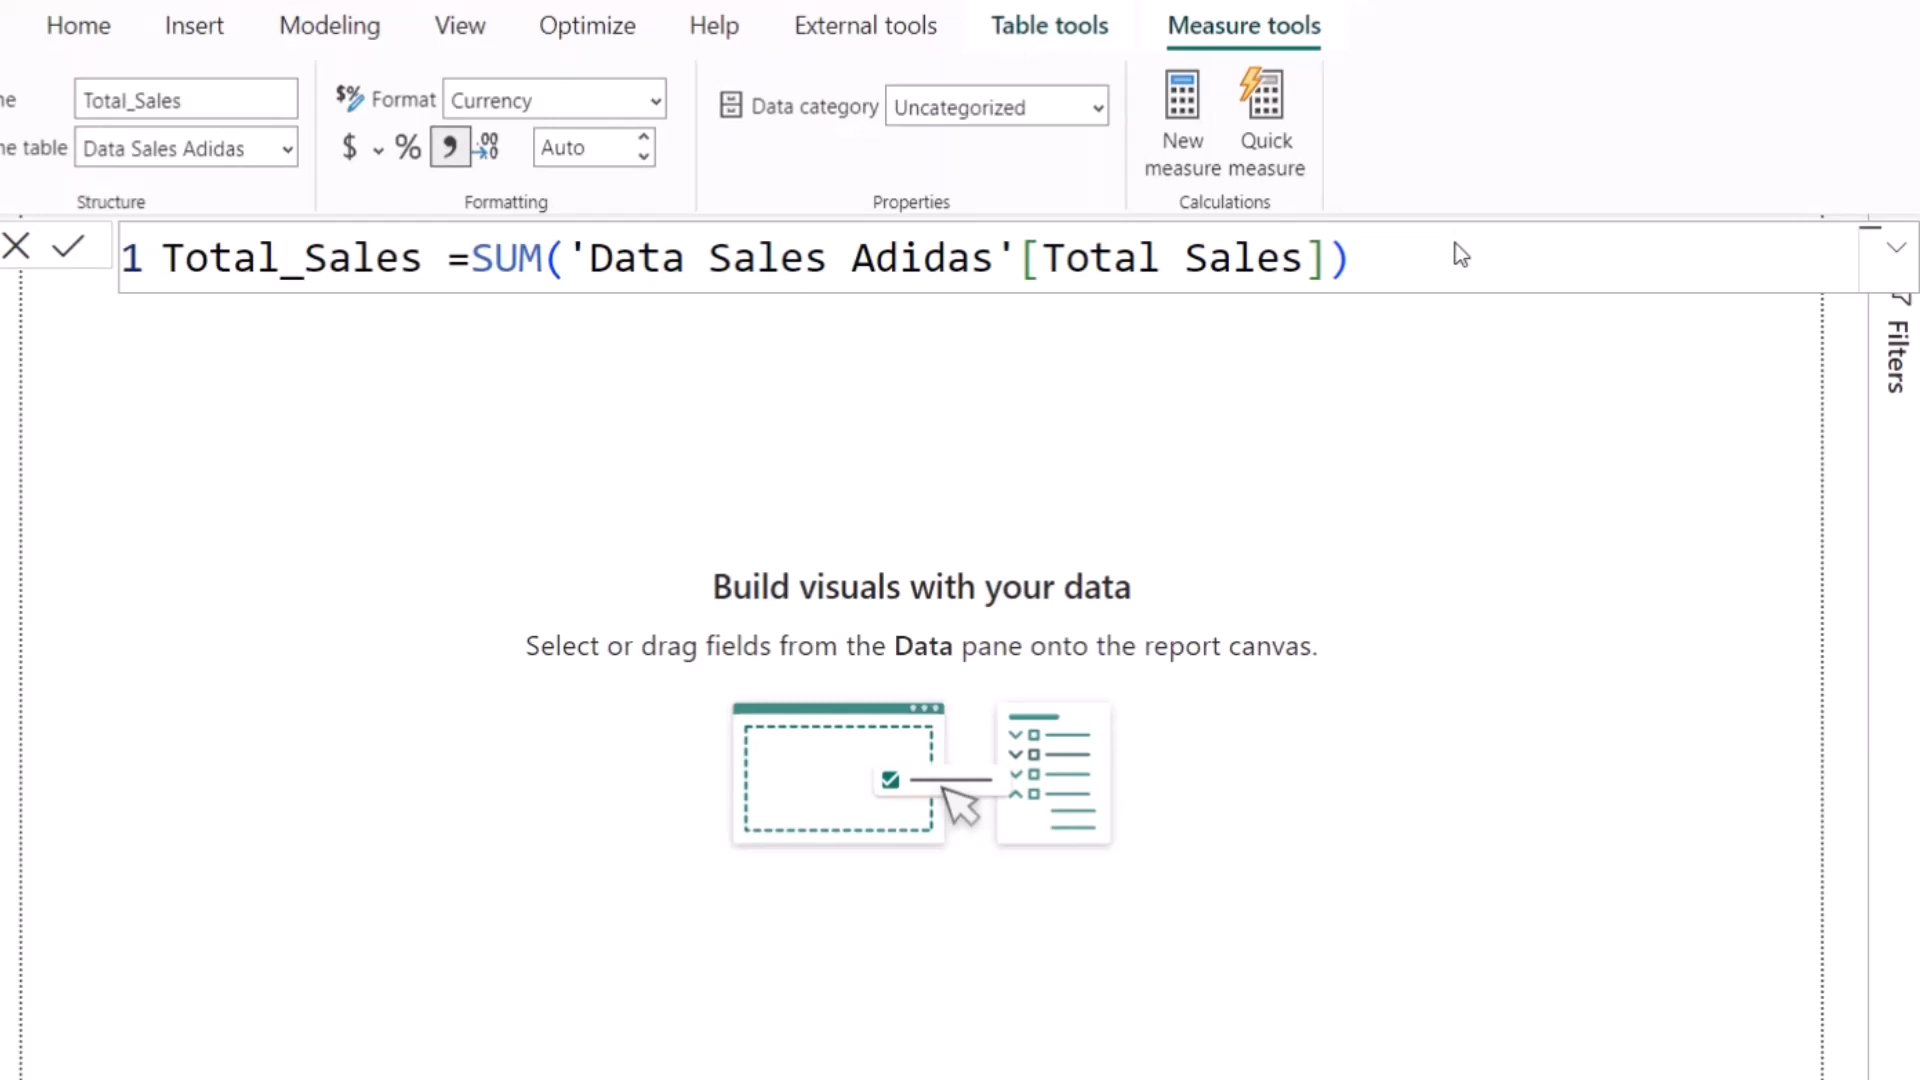 Home Insert Modeling View Optimize Help External tools Table tools Measure tools
Total_Sales
$% Format Currency
Data category Uncategorized
New measure
Quick measure
table Data Sales Adidas
$ % 9 .00 0 Auto
Structure Formatting Properties Calculations
1 Total_Sales =SUM('Data Sales Adidas'[Total Sales])
Filters
Build visuals with your data
Select or drag fields from the Data pane onto the report canvas.